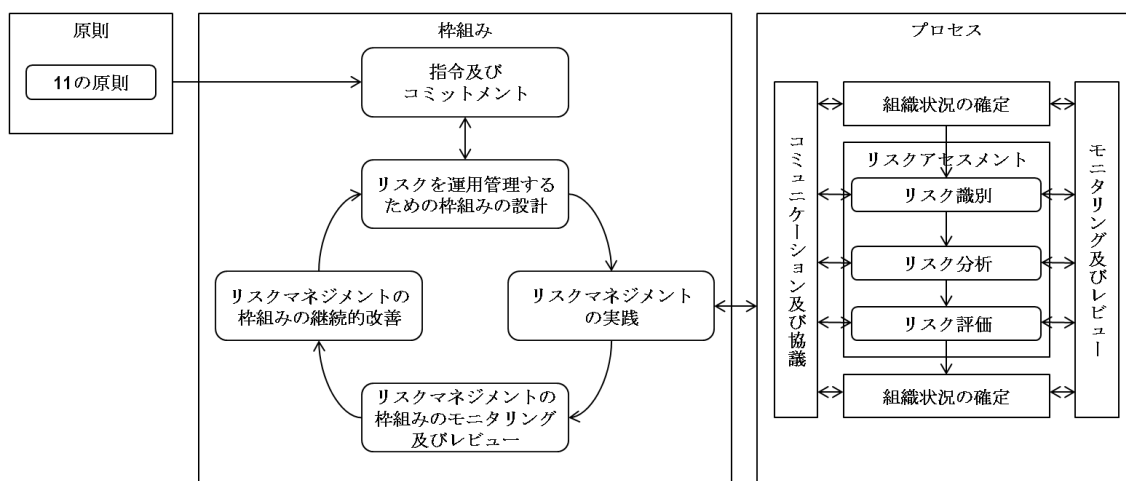 原則
11の原則
枠組み
指令及び
コミットメント
リスクを運用管理する
ための枠組みの設計
リスクマネジメントの
枠組みの継続的改善
リスクマネジメント
の実践
リスクマネジメントの
枠組みのモニタリング
及びレビュー
プロセス
コミュニケーション及び協議
組織状況の確定
リスクアセスメント
リスク識別
リスク分析
リスク評価
組織状況の確定
モニタリング及びレビュー